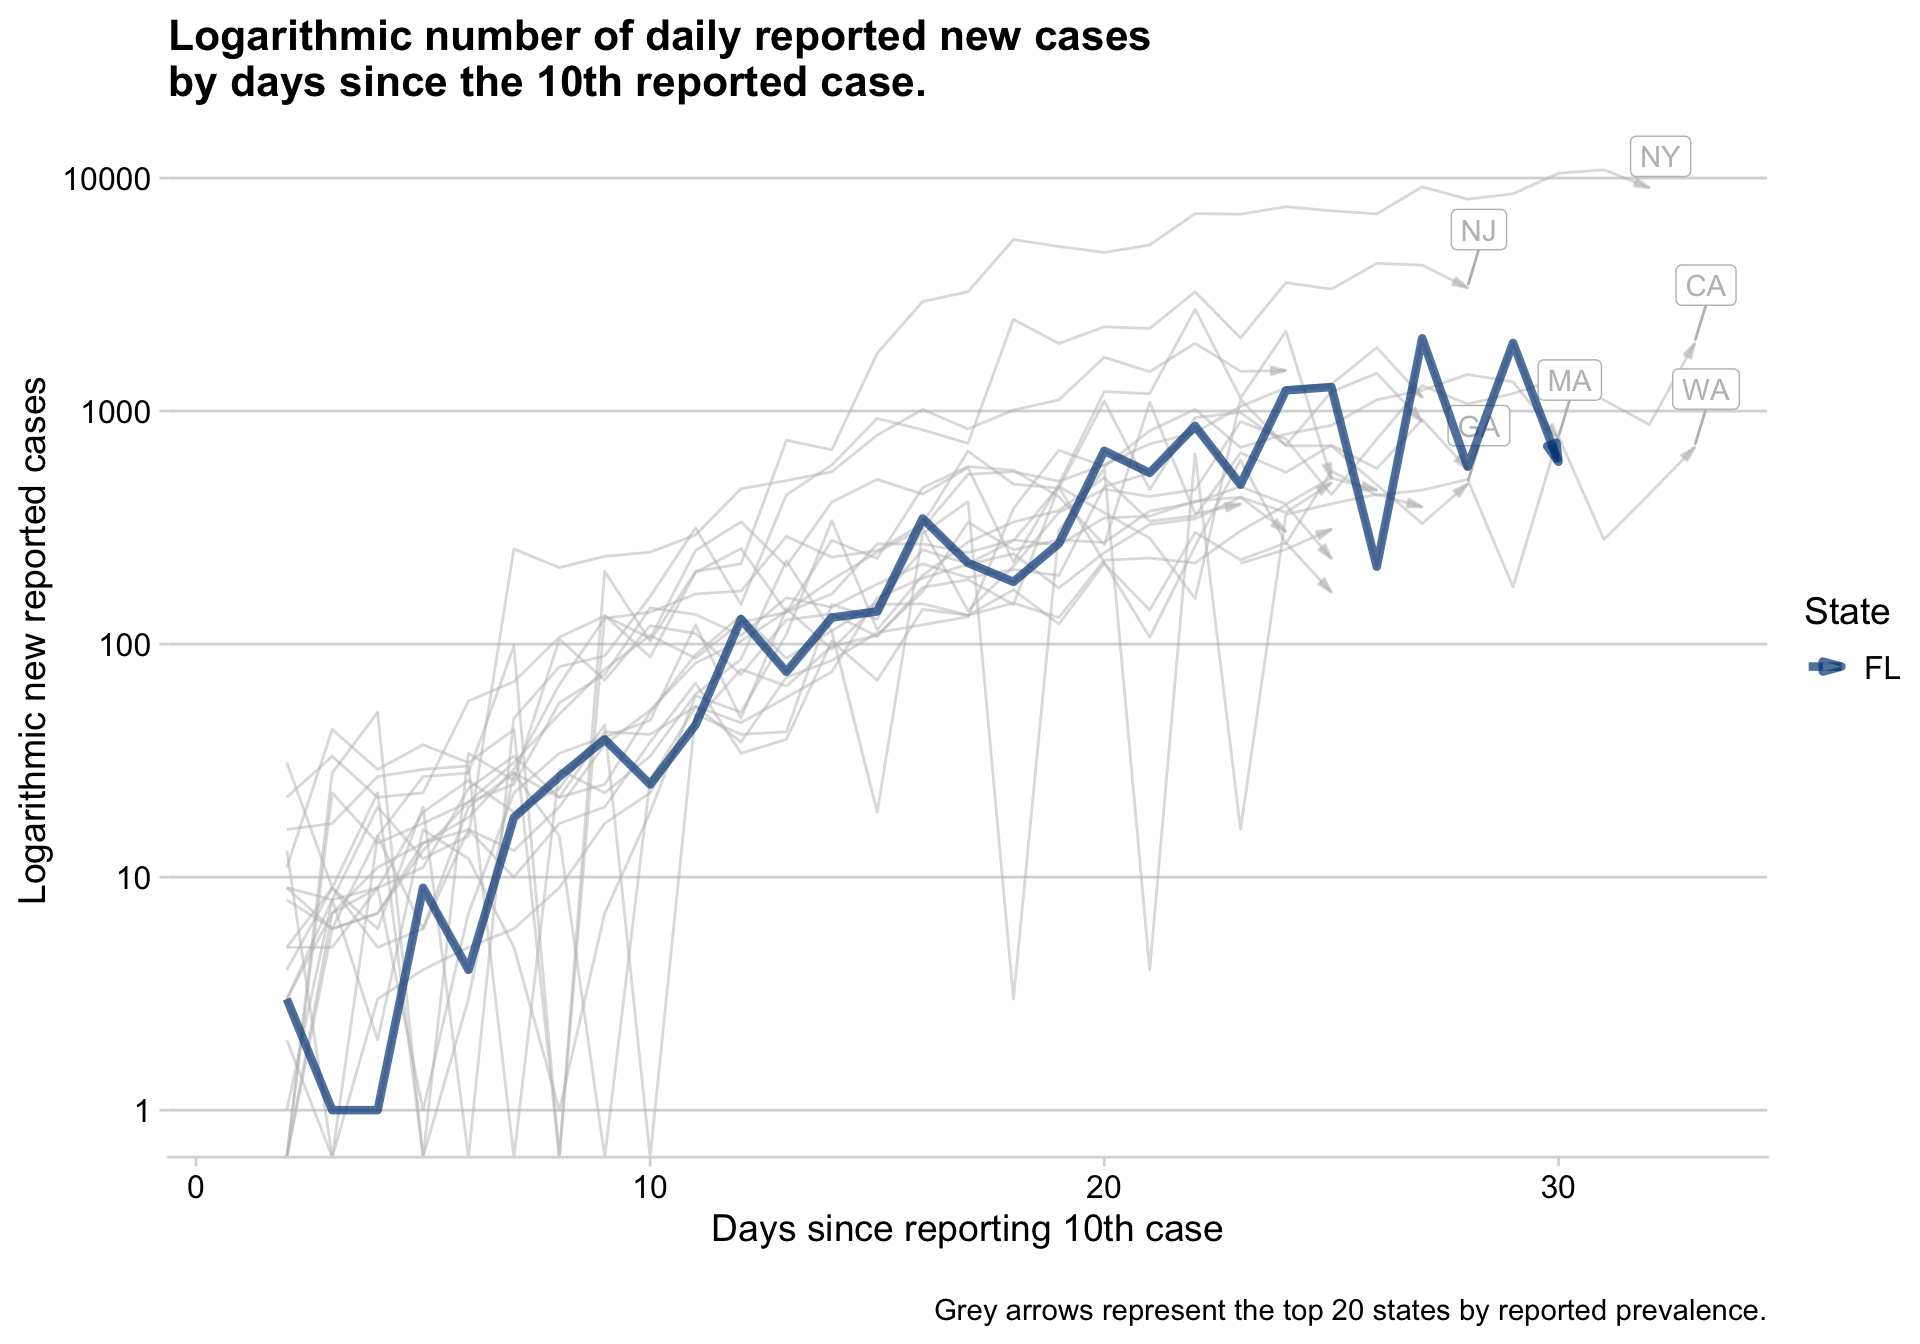 Logarithmic number of daily reported new cases
by days since the 10th reported case.
Logarithmic new reported cases
10000
1000
100
10
1
NY
NJ
CA
MA
WA
GA
State
FL
0
10
20
30
Days since reporting 10th case
Grey arrows represent the top 20 states by reported prevalence.